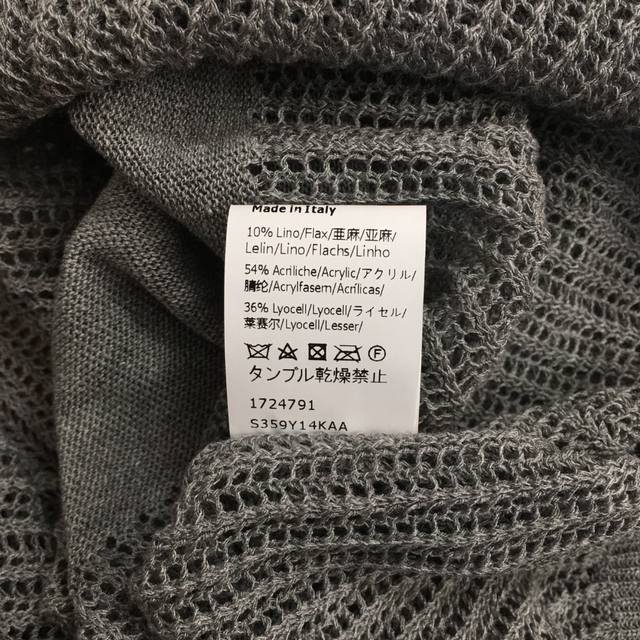 Made in Italy
10% Lino/Flax/亜麻/亚麻/
Lelin/Lino/Flachs/Linho
54% Acriliche/Acrylic/アクリル/
腈纶/Acrylfasem/Acrílicas/
36% Lyocell/Lyocell/ライセル/
莱赛尔/Lyocell/Lesser/
F
タンブル乾燥禁止
1724791
S359Y14KAA